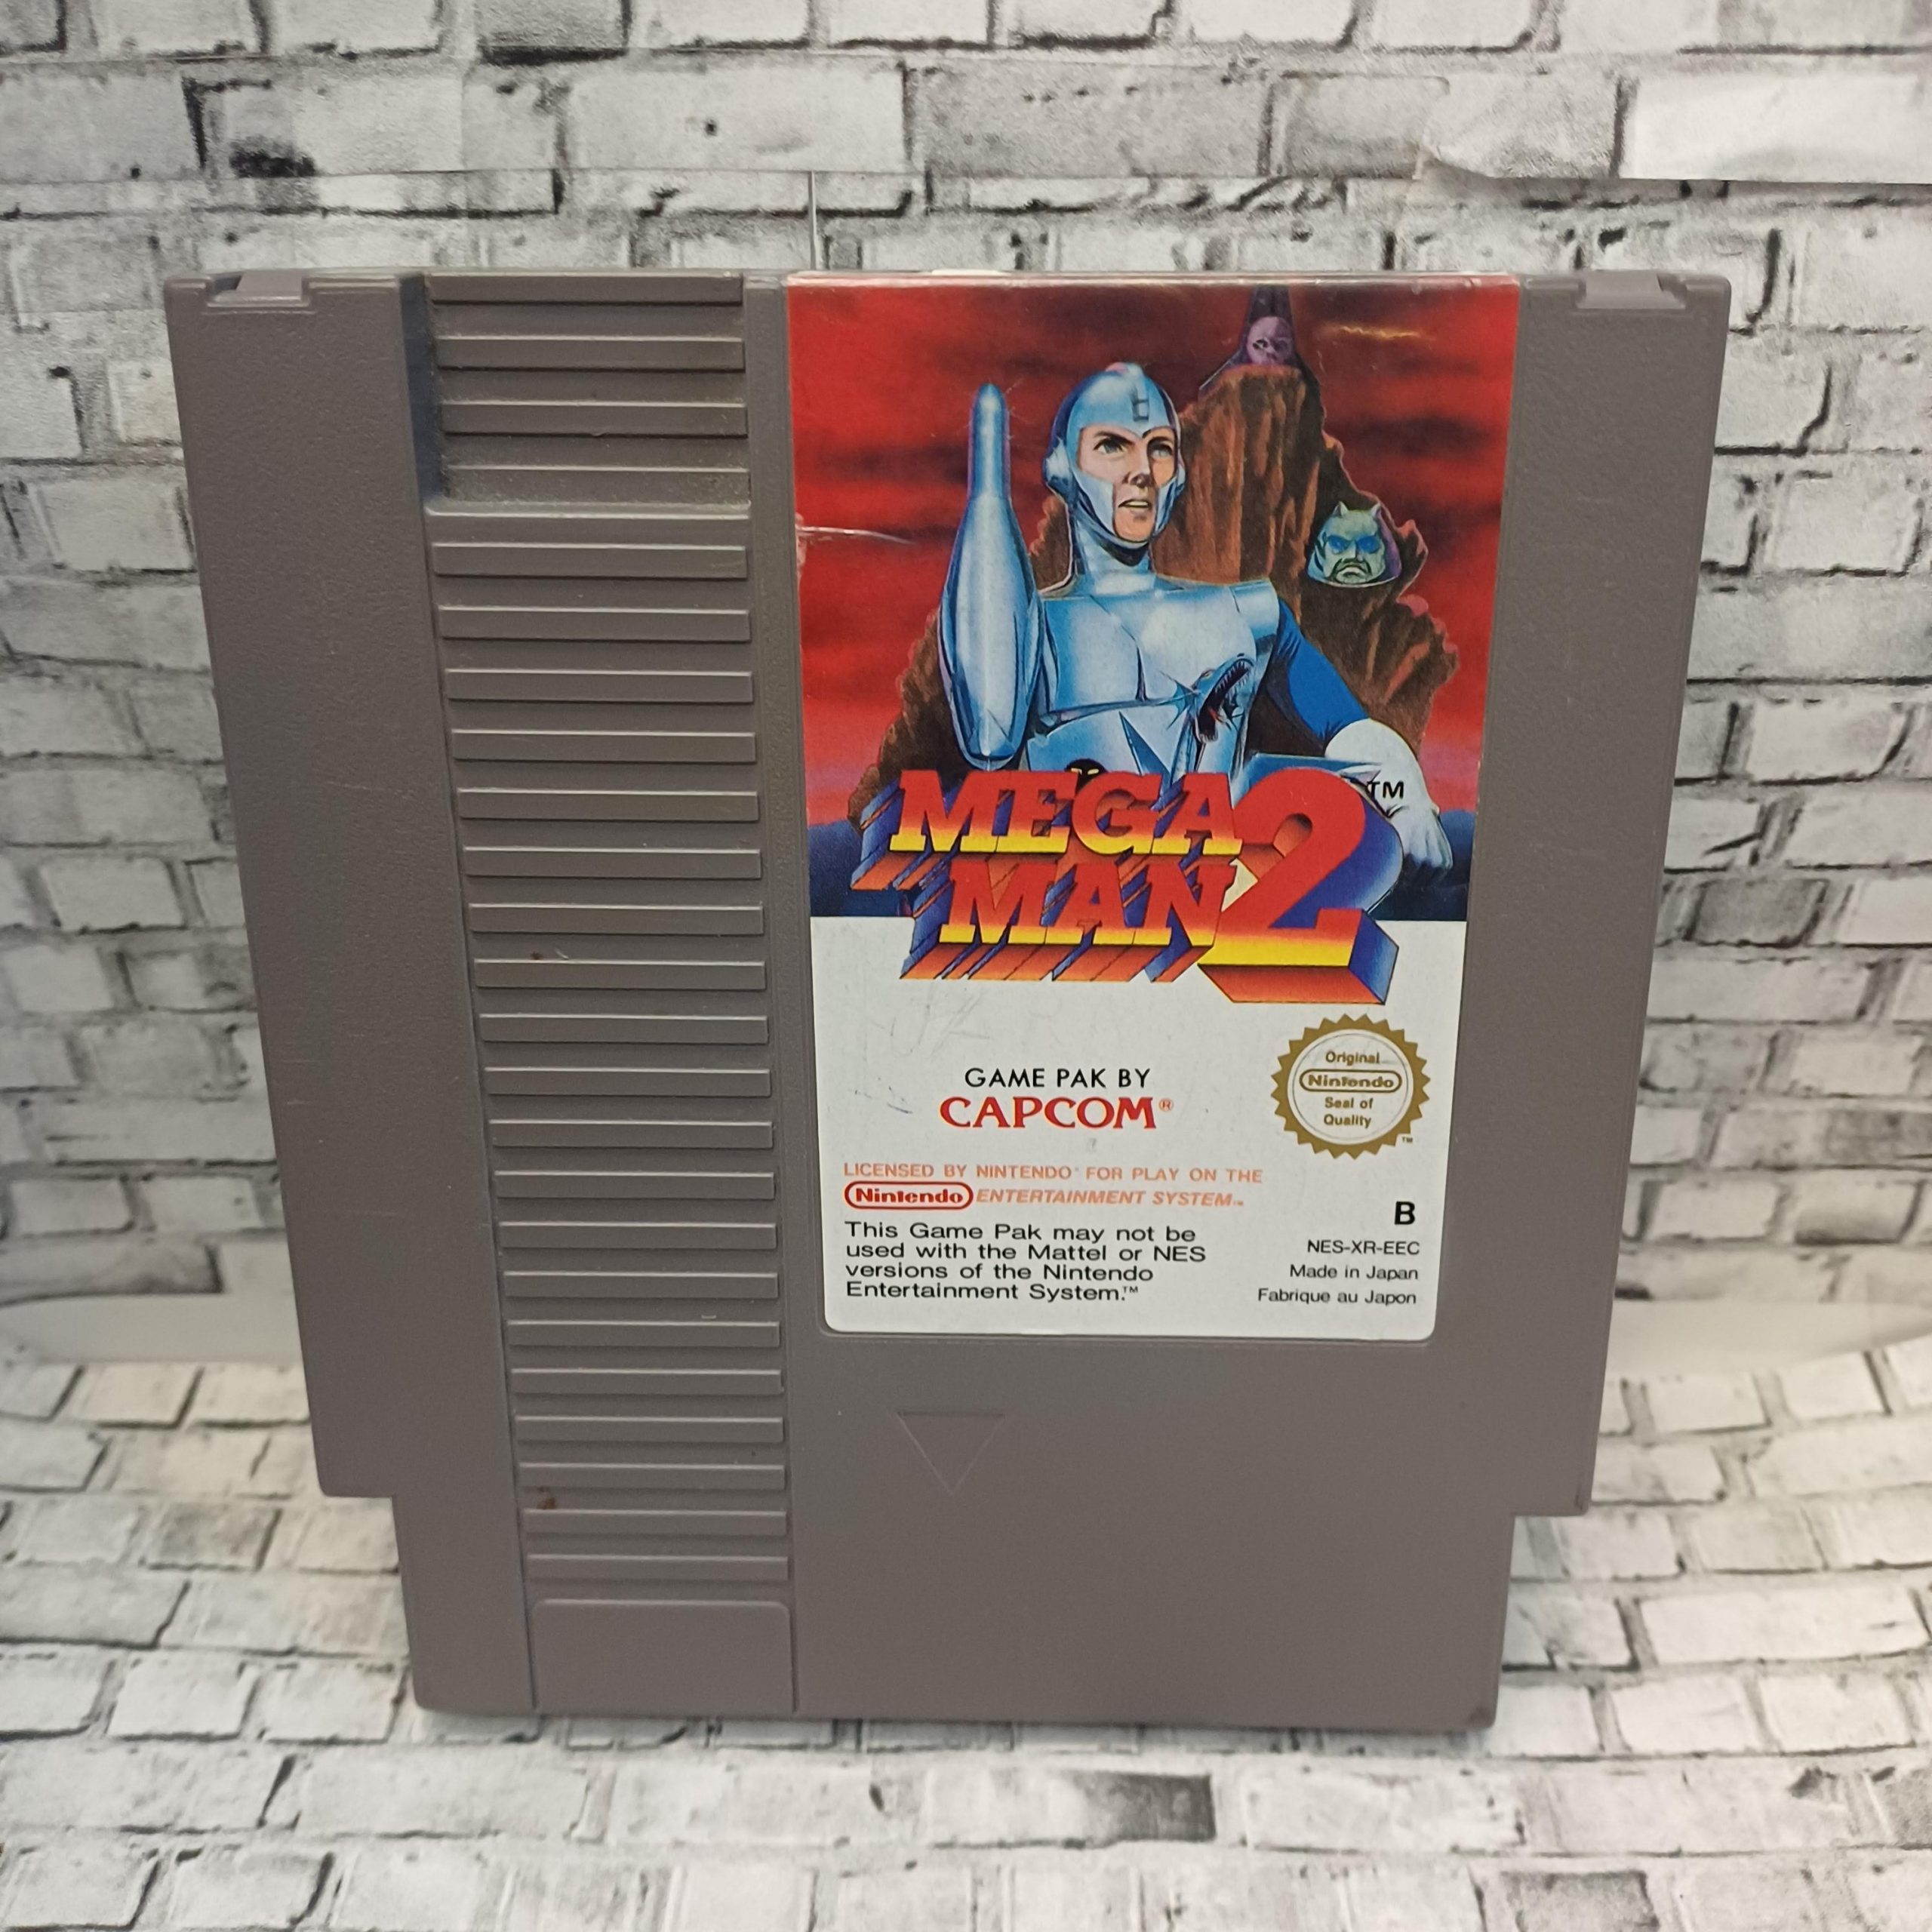 MEGA
MAN 2 ™
GAME PAK BY
CAPCOM®
Original
Nintendo
Seal of
Quality
™
LICENSED BY NINTENDO® FOR PLAY ON THE
Nintendo ENTERTAINMENT SYSTEM™
This Game Pak may not be
used with the Mattel or NES
versions of the Nintendo
Entertainment System.™
B
NES-XR-EEC
Made in Japan
Fabrique au Japon